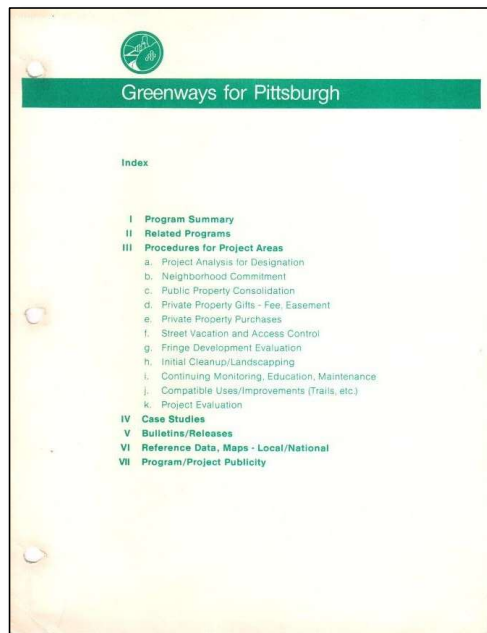 Greenways for Pittsburgh
Index
I Program Summary
II Related Programs
III Procedures for Project Areas
a. Project Analysis for Designation
b. Neighborhood Commitment
c. Public Property Consolidation
d. Private Property Gifts - Fee, Easement
e. Private Property Purchases
f. Street Vacation and Access Control
g. Fringe Development Evaluation
h. Initial Cleanup/Landscapping
i. Continuing Monitoring, Education, Maintenance
j. Compatible Uses/Improvements (Trails, etc.)
k. Project Evaluation
IV Case Studies
V Bulletins/Releases
VI Reference Data, Maps - Local/National
VII Program/Project Publicity